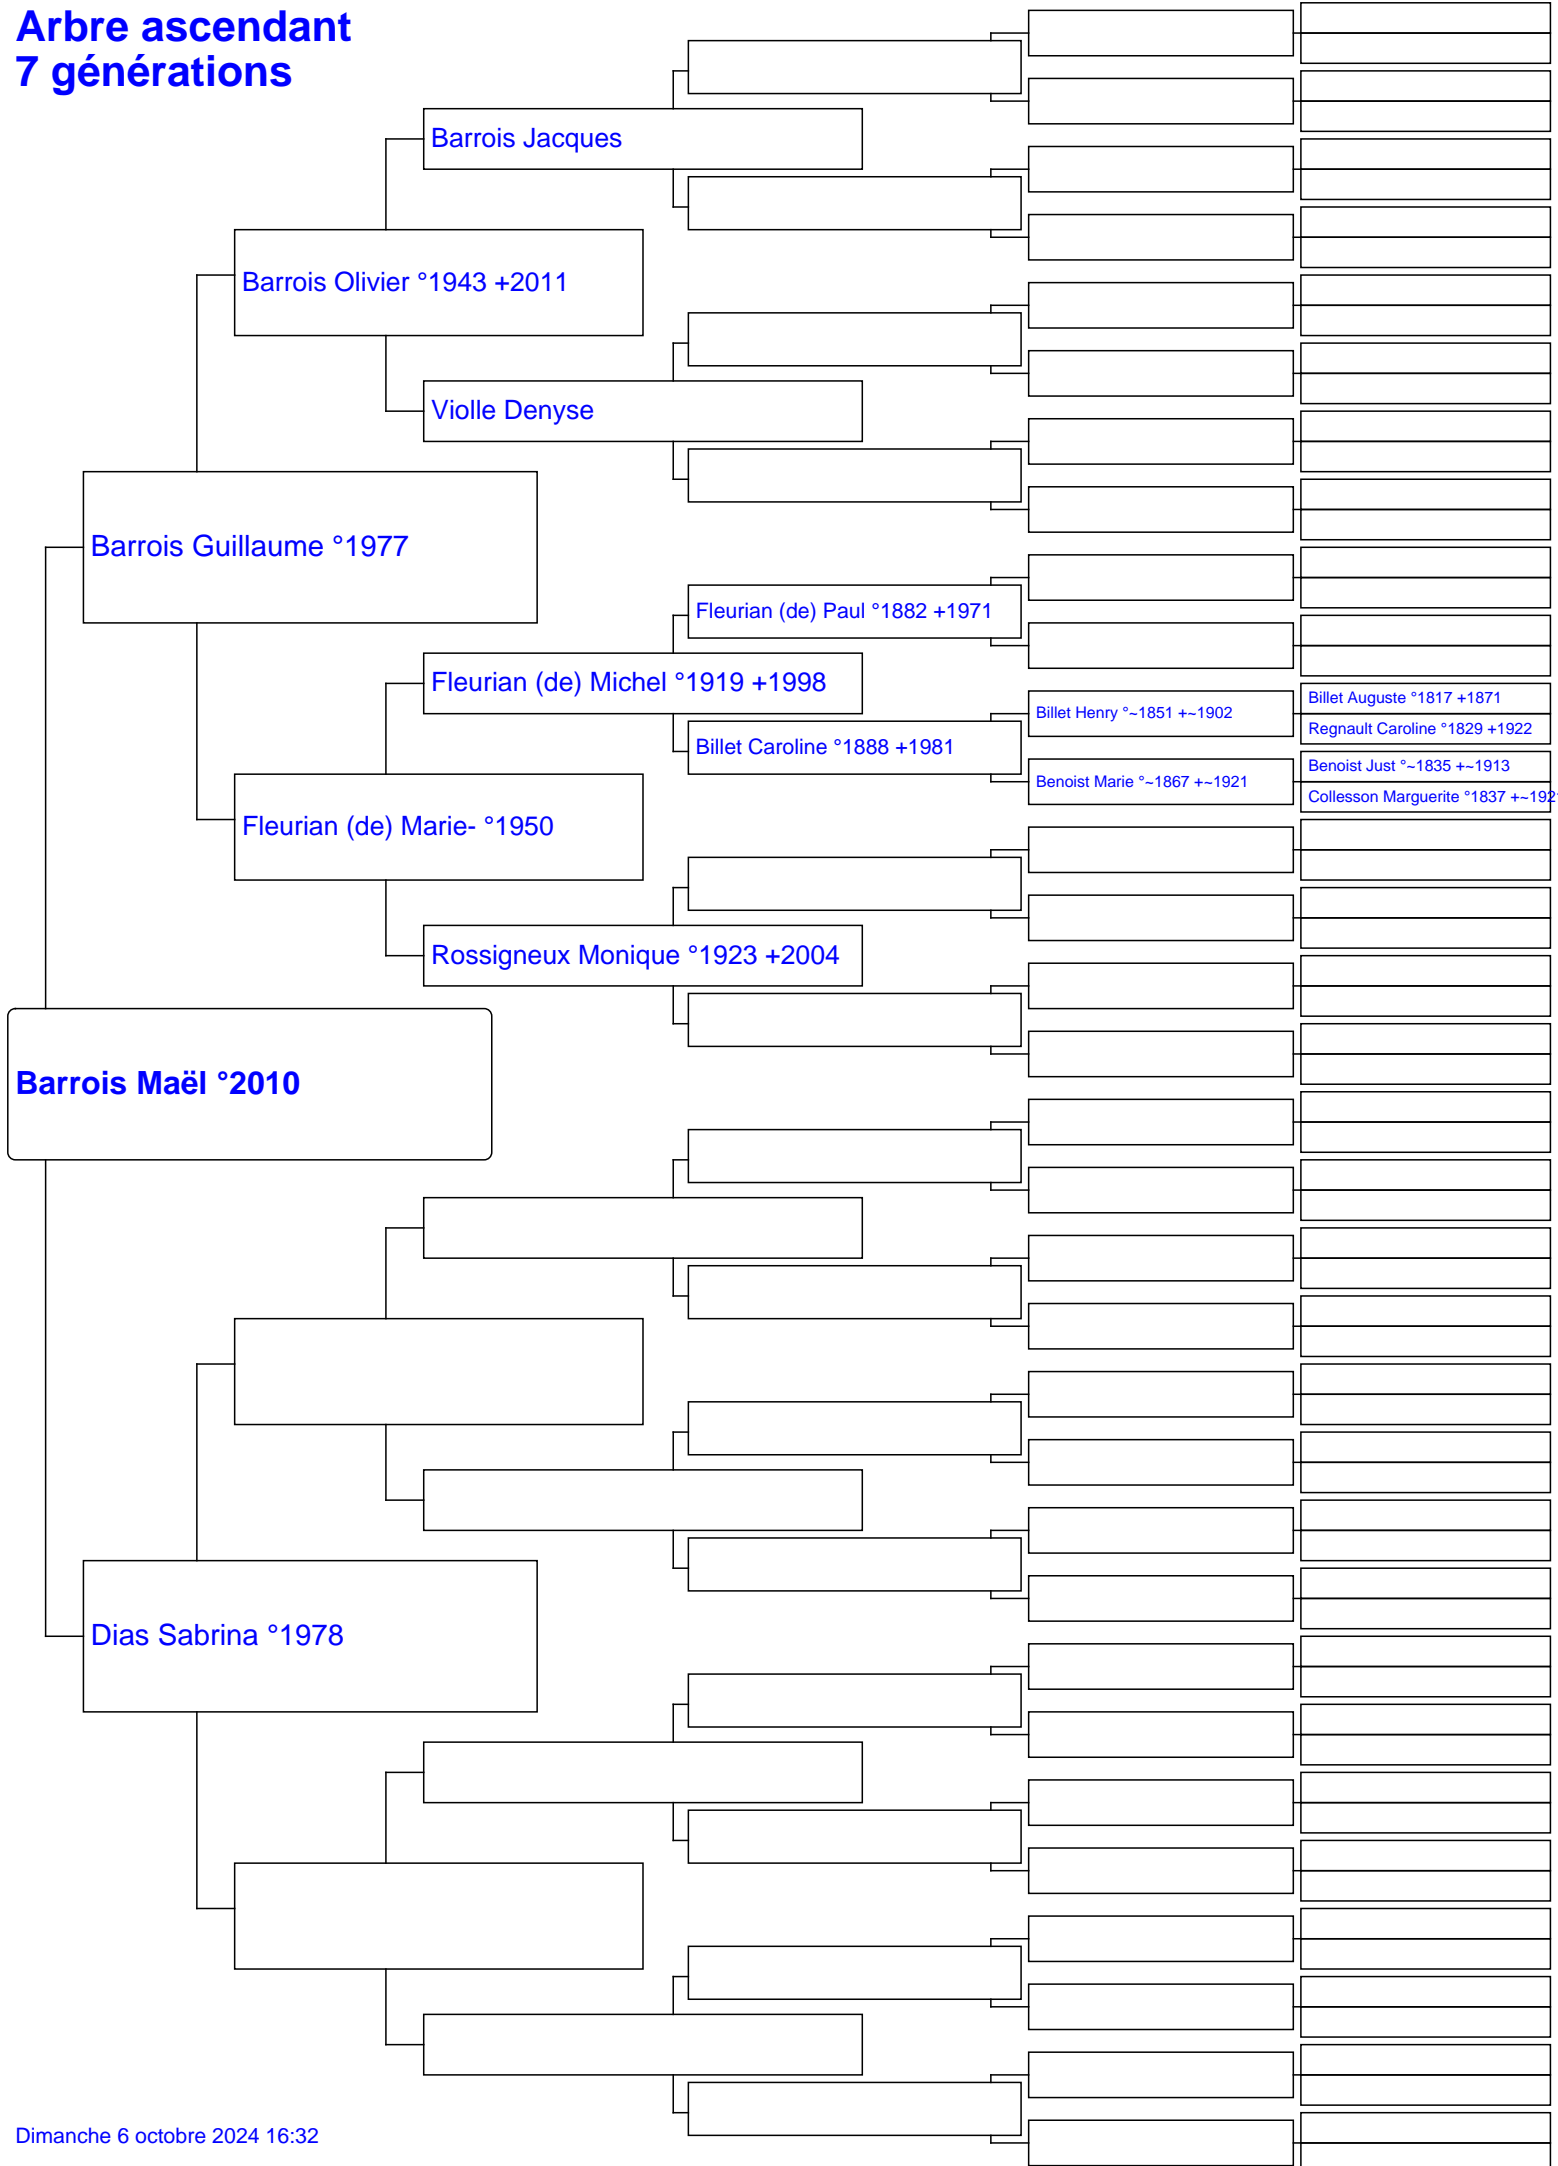 Arbre ascendant
7 générations
Barrois Jacques
Barrois Olivier °1943 +2011
Violle Denyse
Barrois Guillaume °1977
Fleurian (de) Paul °1882 +1971
Fleurian (de) Michel °1919 +1998
Billet Auguste °1817 +1871
Billet Henry °~1851 +~1902
Regnault Caroline °1829 +1922
Billet Caroline °1888 +1981
Benoist Just °~1835 +~1913
Benoist Marie °~1867 +~1921
Collesson Marguerite °1837
Fleurian (de) Marie- °1950
Rossigneux Monique °1923 +2004
Barrois Maël °2010
Dias Sabrina °1978
Dimanche 6 octobre 2024 16:32